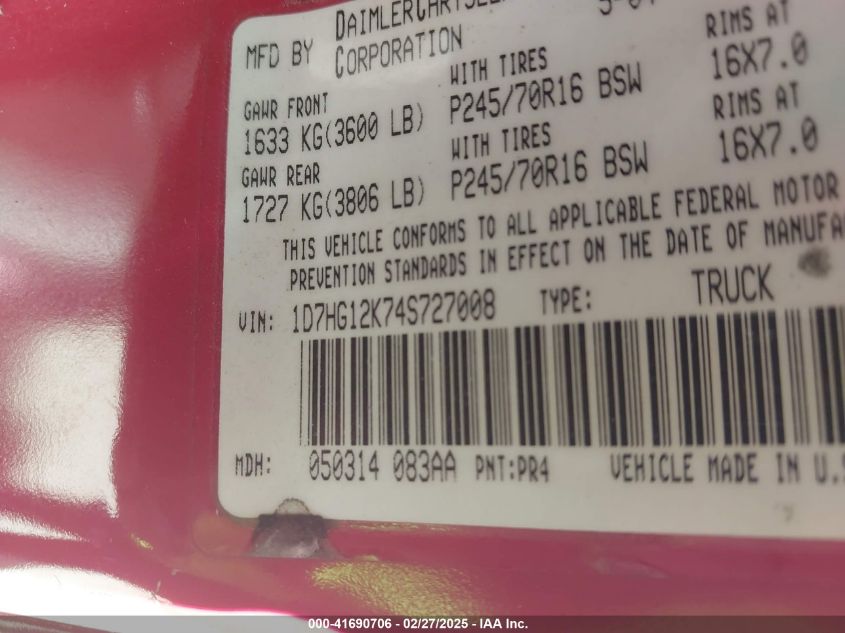 MFD BY DAIMLERCHRYSLER
CORPORATION
GAWR FRONT WITH TIRES RIMS AT
1633 KG(3600 LB) P245/70R16 BSW 16X7.0
GAWR REAR WITH TIRES RIMS AT
1727 KG(3806 LB) P245/70R16 BSW 16X7.0
THIS VEHICLE CONFORMS TO ALL APPLICABLE FEDERAL MOTOR
PREVENTION STANDARDS IN EFFECT ON THE DATE OF MANUFA
VIN: 1D7HG12K74S727008 TYPE: TRUCK
MDH: 050314 083AA PNT:PR4 VEHICLE MADE IN U.S
000-41690706 - 02/27/2025 - IAA Inc.